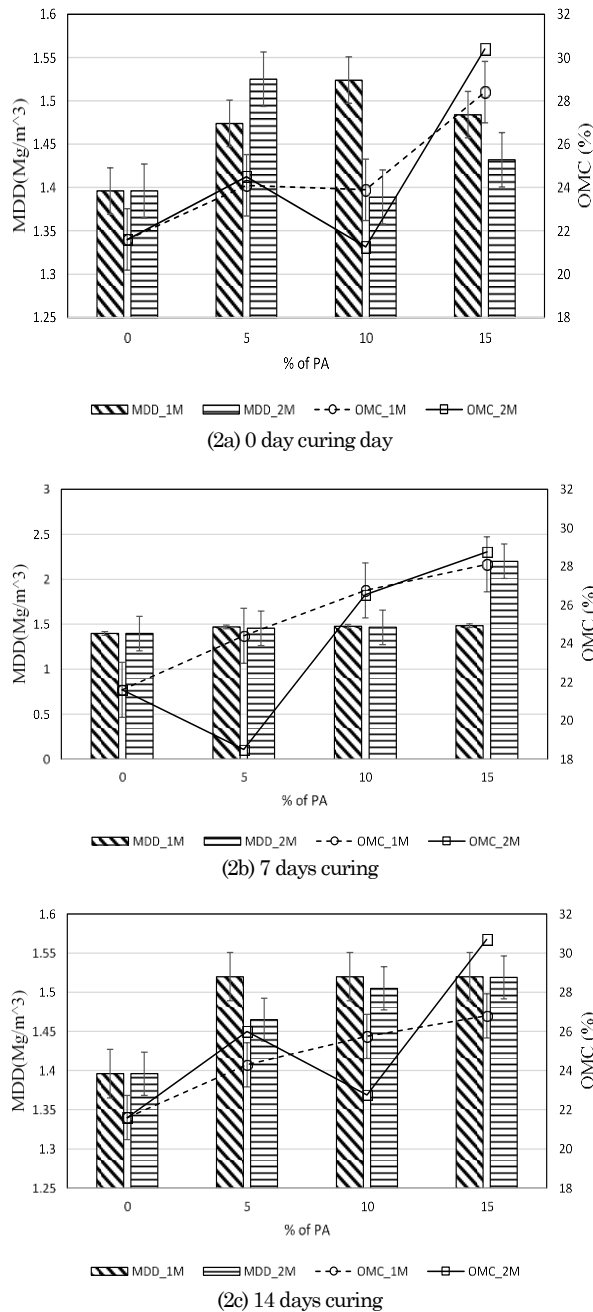 1.6
1.55
1.5
1.45
1.4
1.35
1.3
1.25
MDD(Mg/m^3)
32
30
28
26
24
22
20
18
OMC (%)
0 5 10 15
% of PA
MDD_1M MDD_2M OMC_1M OMC_2M
(2a) 0 day curing day
3
2.5
2
1.5
1
0.5
0
MDD(Mg/m^3)
32
30
28
26
24
22
20
18
OMC (%)
0 5 10 15
% of PA
MDD_1M MDD_2M OMC_1M OMC_2M
(2b) 7 days curing
1.6
1.55
1.5
1.45
1.4
1.35
1.3
1.25
MDD(Mg/m^3)
32
30
28
26
24
22
20
18
OMC (%)
0 5 10 15
% of PA
MDD_1M MDD_2M OMC_1M OMC_2M
(2c) 14 days curing